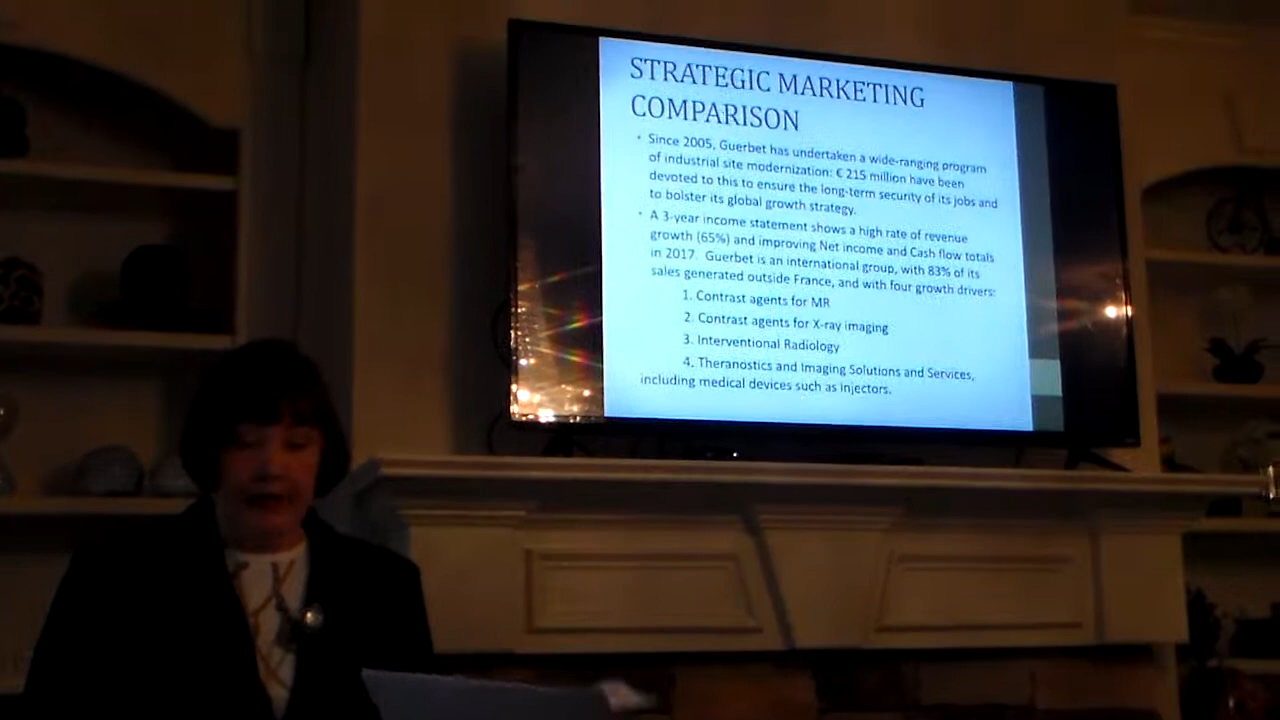 STRATEGIC MARKETING
COMPARISON
• Since 2005, Guerbet has undertaken a wide-ranging program
of industrial site modernization: € 215 million have been
devoted to this to ensure the long-term security of its jobs and
to bolster its global growth strategy.
• A 3-year income statement shows a high rate of revenue
growth (65%) and improving Net income and Cash flow totals
in 2017. Guerbet is an international group, with 83% of its
sales generated outside France, and with four growth drivers:
1. Contrast agents for MR
2. Contrast agents for X-ray imaging
3. Interventional Radiology
4. Theranostics and Imaging Solutions and Services,
including medical devices such as injectors.